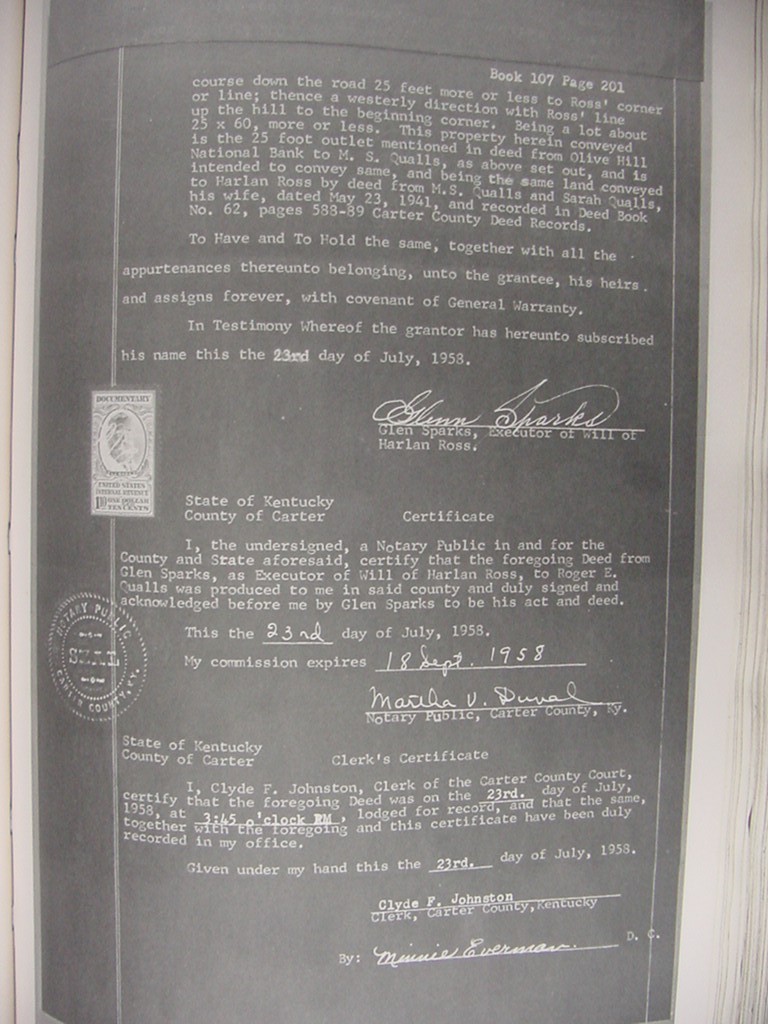 Book 107 Page 201
course down the road 25 feet more or less to Ross' corner
or line; thence a westerly direction with Ross' line
up the hill to the beginning corner. Being a lot about
25 x 60, more or less. This property herein conveyed
is the 25 foot outlet mentioned in deed from Olive Hill
National Bank to M. S. Qualls, as above set out, and is
intended to convey same, and being the same land conveyed
to Harlan Ross by deed from M.S. Qualls and Sarah Qualls,
his wife, dated May 23, 1941, and recorded in Deed Book
No. 62, pages 588-89 Carter County Deed Records.
To Have and To Hold the same, together with all the
appurtenances thereunto belonging, unto the grantee, his heirs
and assigns forever, with covenant of General Warranty.
In Testimony Whereof the grantor has hereunto subscribed
his name this the 23rd day of July, 1958.
Glenn Sparks
Glen Sparks, Executor of Will of
Harlan Ross.
DOCUMENTARY
UNITED STATES
INTERNAL REVENUE
1 10 ONE DOLLAR
TEN CENTS
State of Kentucky
County of Carter Certificate
I, the undersigned, a Notary Public in and for the
County and State aforesaid, certify that the foregoing Deed from
Glen Sparks, as Executor of Will of Harlan Ross, to Roger E.
Qualls was produced to me in said county and duly signed and
acknowledged before me by Glen Sparks to be his act and deed.
This the 23rd day of July, 1958.
My commission expires 18 Sept. 1958
NOTARY PUBLIC
SEAL
CARTER COUNTY, KY.
Martha V. Duval
Notary Public, Carter County, Ky.
State of Kentucky
County of Carter Clerk's Certificate
I, Clyde F. Johnston, Clerk of the Carter County Court,
certify that the foregoing Deed was on the 23rd. day of July,
1958, at 3:45 o'clock PM, lodged for record, and that the same,
together with the foregoing and this certificate have been duly
recorded in my office.
Given under my hand this the 23rd. day of July, 1958.
Clyde F. Johnston
Clerk, Carter County, Kentucky
By: Minnie Everman D. C.